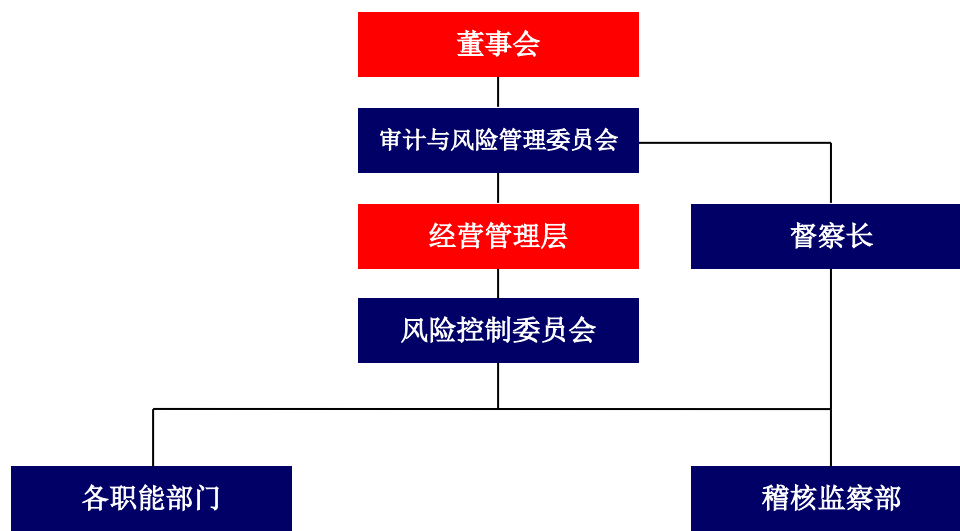 董事会
审计与风险管理委员会
经营管理层
督察长
风险控制委员会
各职能部门
稽核监察部